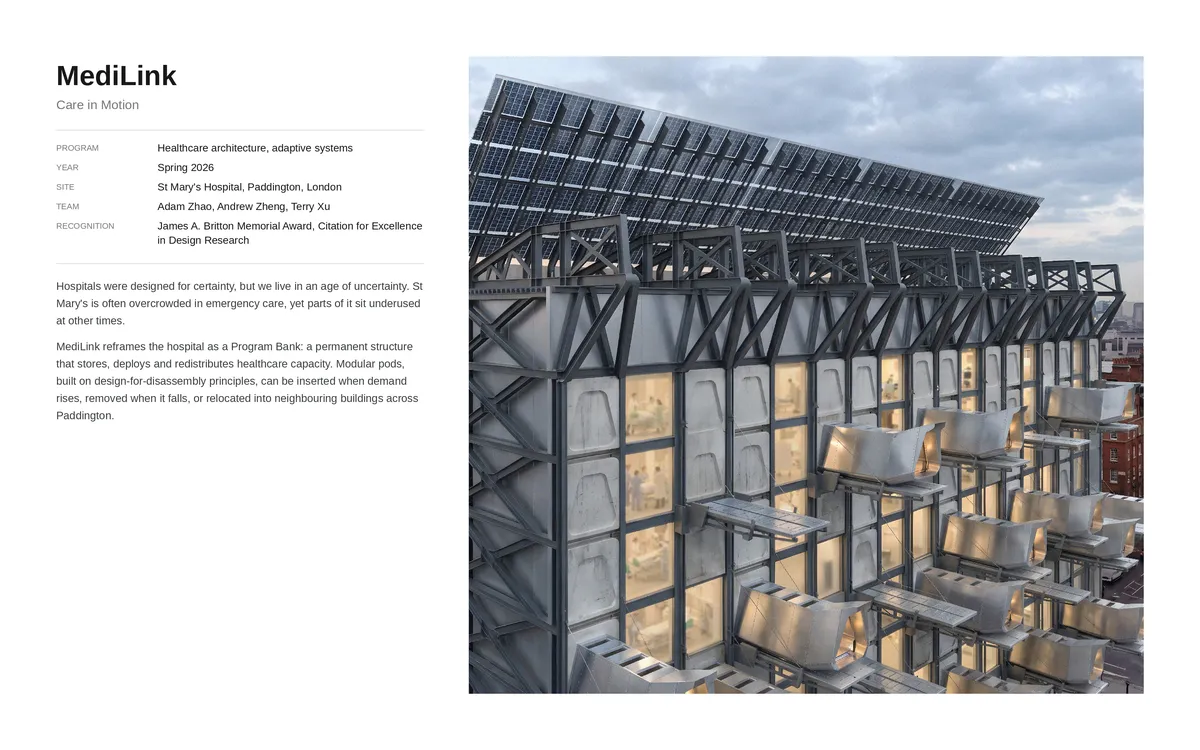 MediLink
Care in Motion
PROGRAM Healthcare architecture, adaptive systems
YEAR Spring 2026
SITE St Mary's Hospital, Paddington, London
TEAM Adam Zhao, Andrew Zheng, Terry Xu
RECOGNITION James A. Britton Memorial Award, Citation for Excellence
in Design Research
Hospitals were designed for certainty, but we live in an age of uncertainty. St
Mary's is often overcrowded in emergency care, yet parts of it sit underused
at other times.
MediLink reframes the hospital as a Program Bank: a permanent structure
that stores, deploys and redistributes healthcare capacity. Modular pods,
built on design-for-disassembly principles, can be inserted when demand
rises, removed when it falls, or relocated into neighbouring buildings across
Paddington.